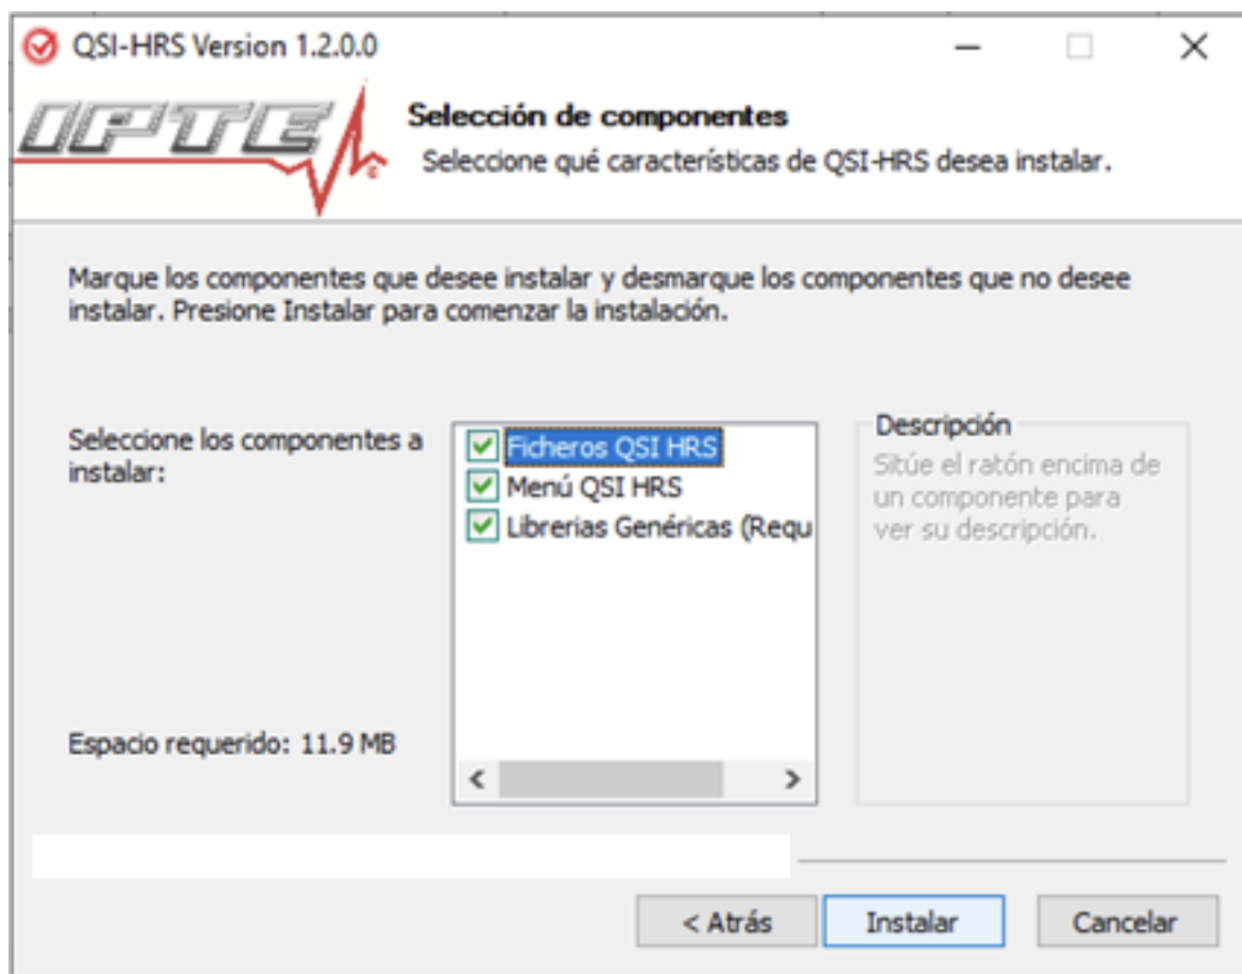 QSI-HRS Version 1.2.0.0
IPTE
Selección de componentes
Seleccione qué características de QSI-HRS desea instalar.
Marque los componentes que desee instalar y desmarque los componentes que no desee
instalar. Presione Instalar para comenzar la instalación.
Seleccione los componentes a
instalar:
Ficheros QSI HRS
Menú QSI HRS
Librerias Genéricas (Requ
Descripción
Sitúe el ratón encima de
un componente para
ver su descripción.
Espacio requerido: 11.9 MB
< Atrás
Instalar
Cancelar